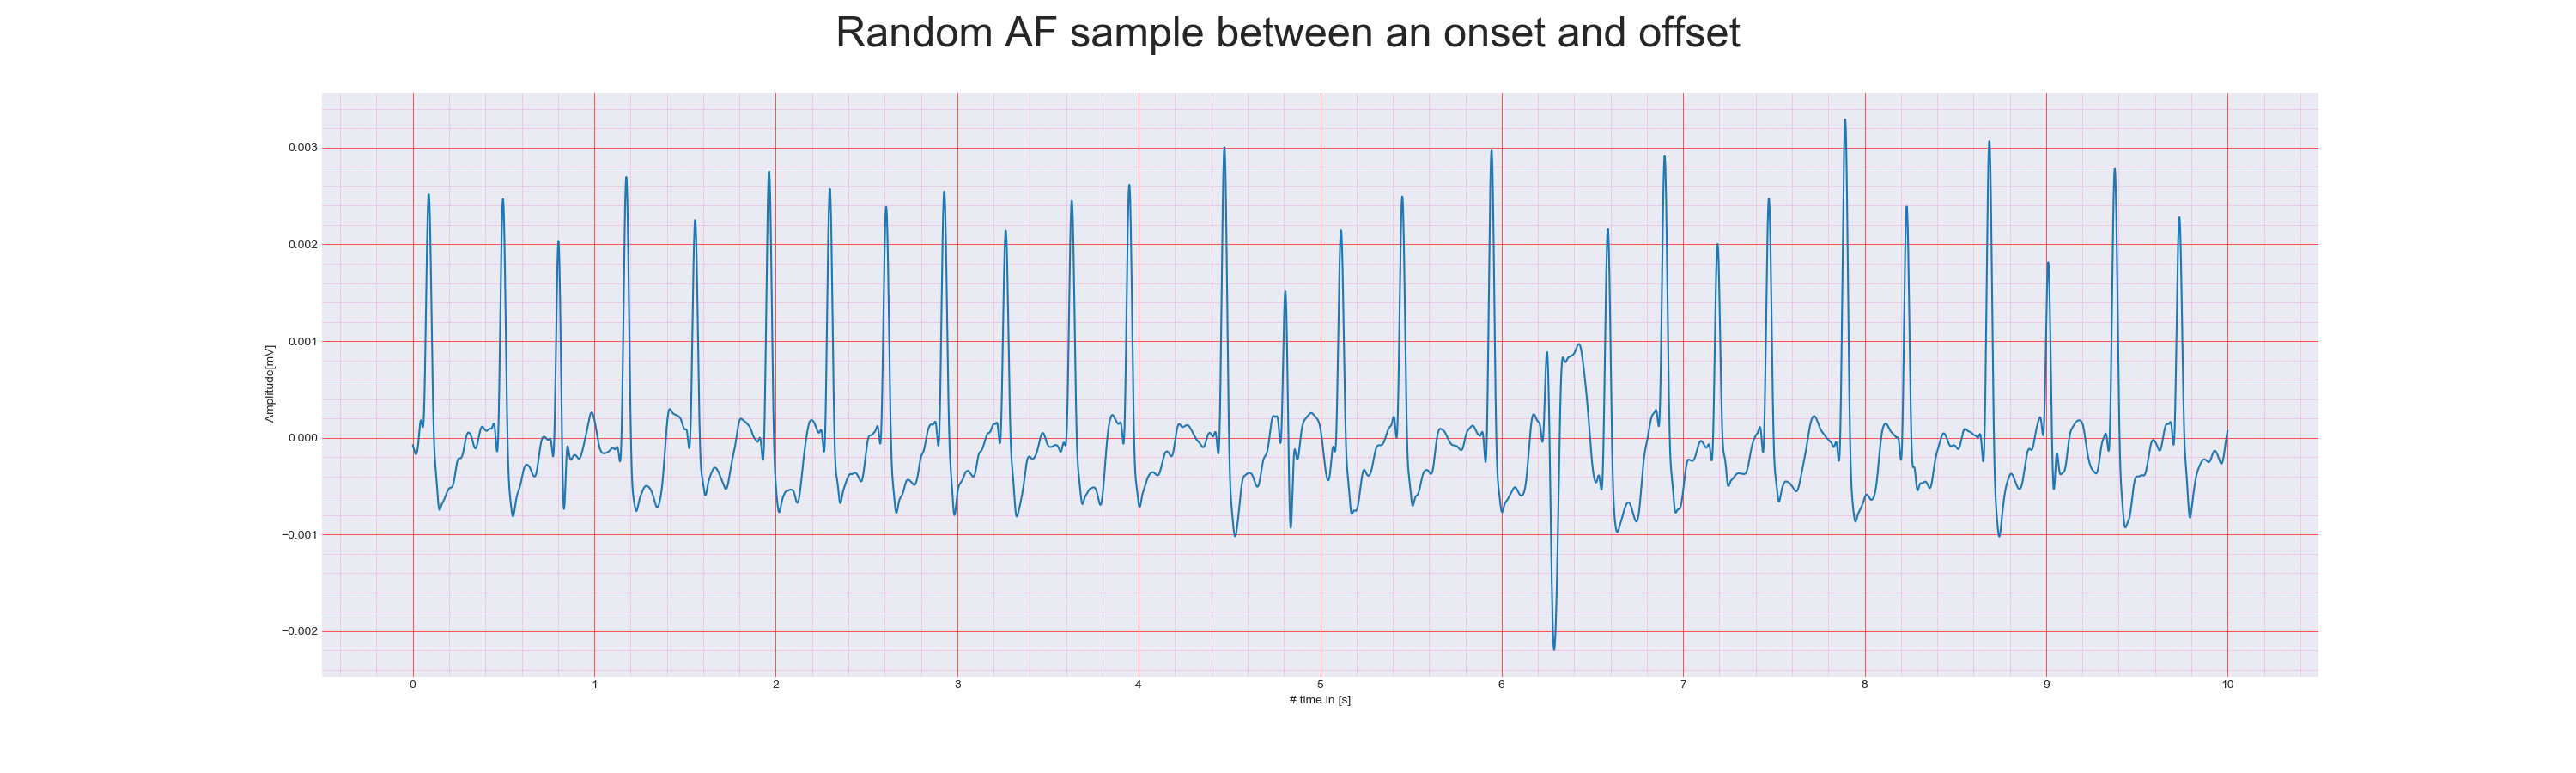 Random AF sample between an onset and offset
0.003
0.002
0.001
0.000
−0.001
−0.002
Amplitude[mV]
0 1 2 3 4 5 6 7 8 9 10
# time in [s]